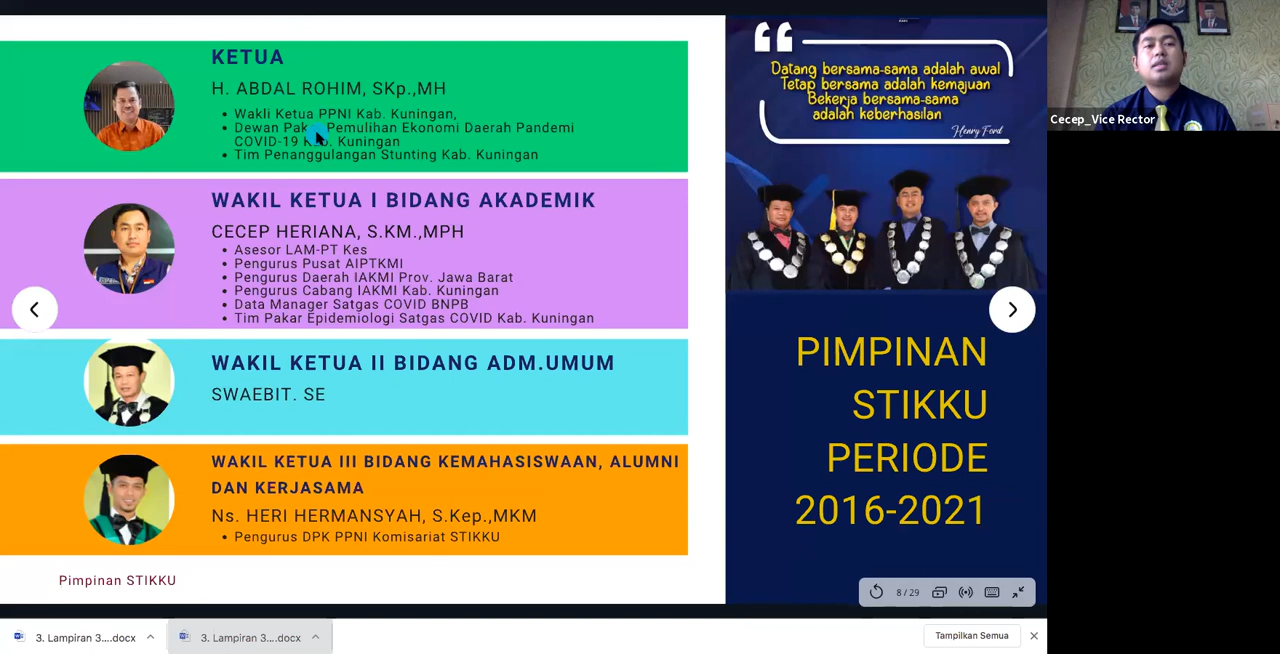 KETUA
H. ABDAL ROHIM, SKp.,MH
• Wakli Ketua PPNI Kab. Kuningan,
• Dewan Pemulihan Ekonomi Daerah Pandemi
COVID-19 Kuningan
• Tim Penanggulangan Stunting Kab. Kuningan
WAKIL KETUA I BIDANG AKADEMIK
CECEP HERIANA, S.KM.,MPH
• Asesor LAM-PT Kes
• Pengurus Pusat AIPTKMI
• Pengurus Daerah IAKMI Prov. Jawa Barat
• Pengurus Cabang IAKMI Kab. Kuningan
• Data Manager Satgas COVID BNPB
• Tim Pakar Epidemiologi Satgas COVID Kab. Kuningan
WAKIL KETUA II BIDANG ADM.UMUM
SWAEBIT. SE
WAKIL KETUA III BIDANG KEMAHASISWAAN, ALUMNI
DAN KERJASAMA
Ns. HERI HERMANSYAH, S.Kep.,MKM
• Pengurus DPK PPNI Komisariat STIKKU
Pimpinan STIKKU
Datang bersama-sama adalah awal
Tetap bersama adalah kemajuan
Bekerja bersama-sama
adalah keberhasilan
Henry Ford
PIMPINAN
STIKKU
PERIODE
2016-2021
8 / 29
Cecep_Vice Rector
3. Lampiran 3....docx
3. Lampiran 3....docx
Tampilkan Semua